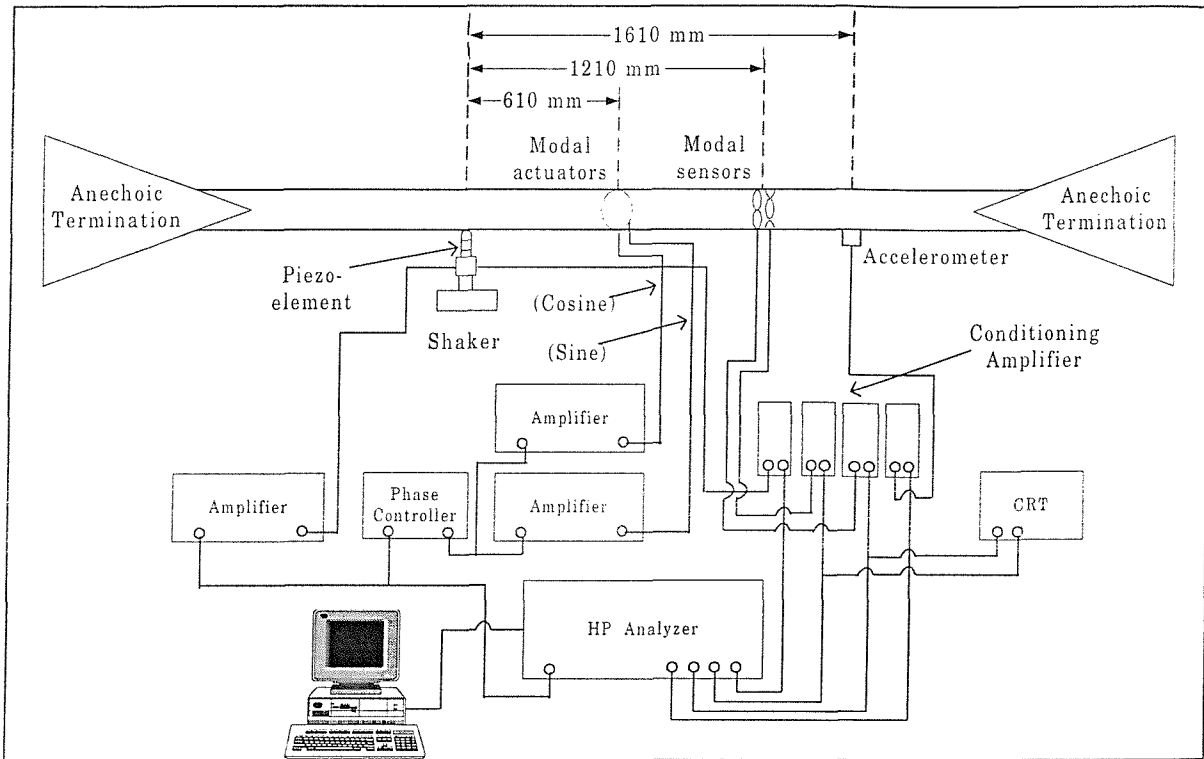 1610 mm
1210 mm
610 mm
Modal
actuators
Modal
sensors
Anechoic
Termination
Anechoic
Termination
Piezo-
element
Shaker
(Cosine)
(Sine)
Accelerometer
Conditioning
Amplifier
Amplifier
Amplifier
Phase
Controller
Amplifier
CRT
HP Analyzer